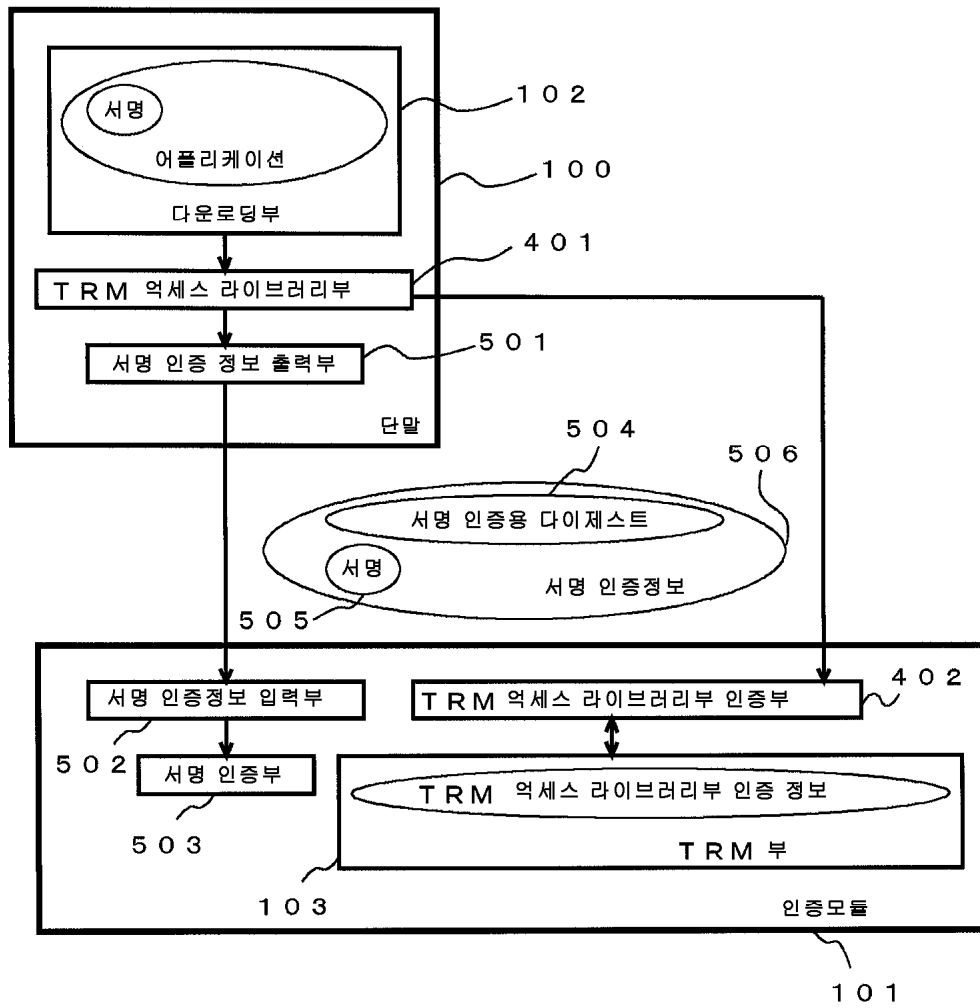 서명
어플리케이션
다운로딩부
102
100
401
TRM 억세스 라이브러리부
501
서명 인증 정보 출력부
단말
504
506
서명 인증용 다이제스트
서명
서명 인증정보
505
서명 인증정보 입력부
TRM 억세스 라이브러리부 인증부
402
502
서명 인증부
TRM 억세스 라이브러리부 인증 정보
503
TRM 부
103
인증모듈
101